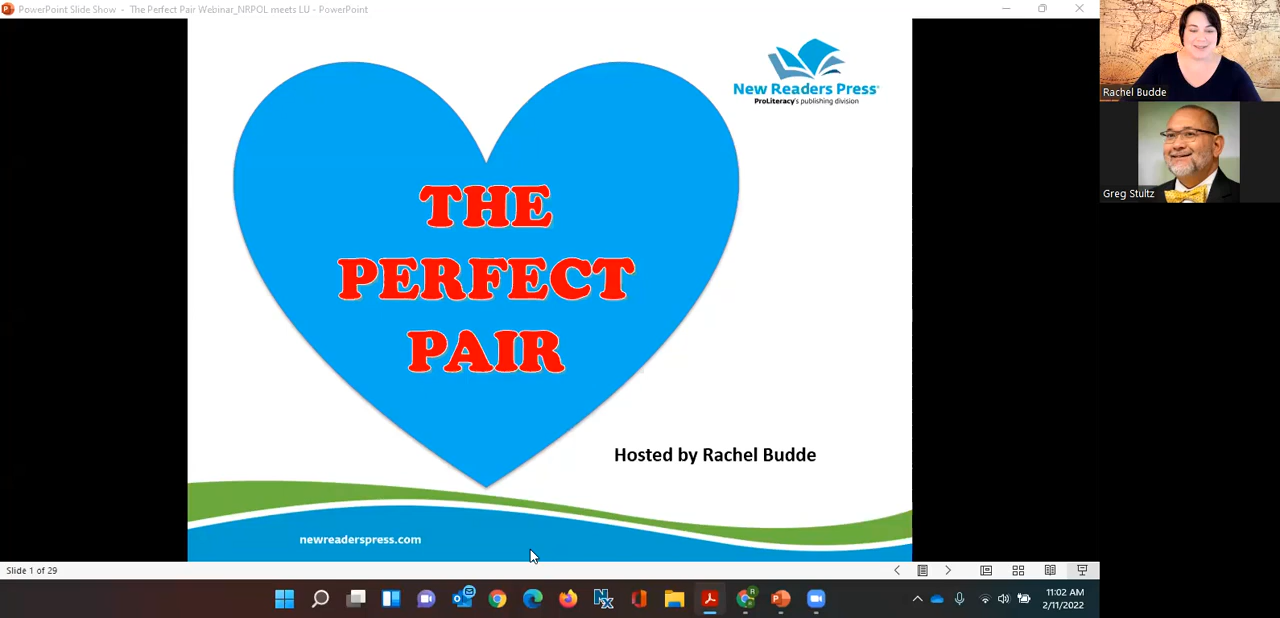 PowerPoint Slide Show - The Perfect Pair Webinar_NRPOL meets LU - PowerPoint
New Readers Press
ProLiteracy's publishing division
THE
PERFECT
PAIR
Hosted by Rachel Budde
newreaderspress.com
Rachel Budde
Greg Stultz
Slide 1 of 29
11:02 AM
2/11/2022